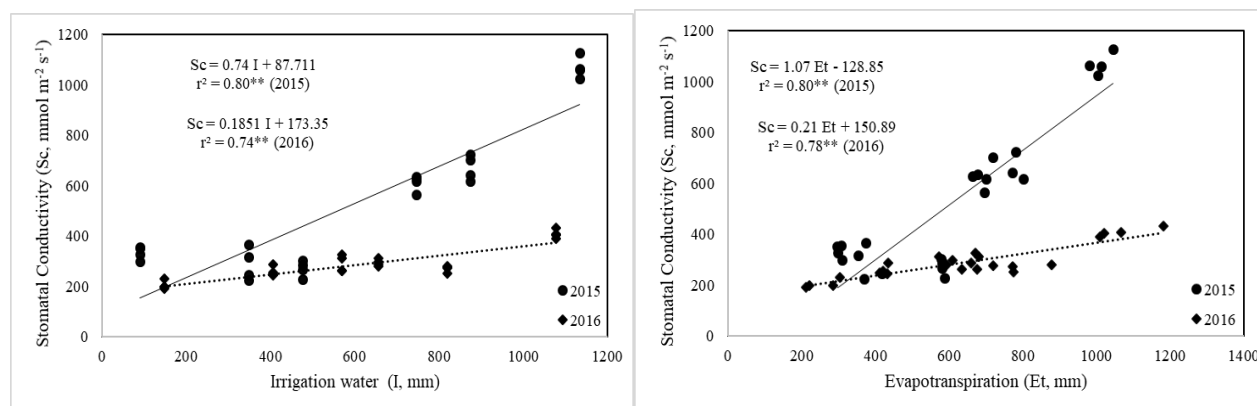 1200
1000
800
600
400
200
0
Stomatal Conductivity (Sc, mmol m⁻² s⁻¹)
Sc = 0.74 I + 87.711
r² = 0.80** (2015)
Sc = 0.1851 I + 173.35
r² = 0.74** (2016)
2015
2016
0 200 400 600 800 1000 1200
Irrigation water (I, mm)
1200
1000
800
600
400
200
0
Stomatal Conductivity (Sc, mmol m⁻² s⁻¹)
Sc = 1.07 Et - 128.85
r² = 0.80** (2015)
Sc = 0.21 Et + 150.89
r² = 0.78** (2016)
2015
2016
0 200 400 600 800 1000 1200 1400
Evapotranspiration (Et, mm)